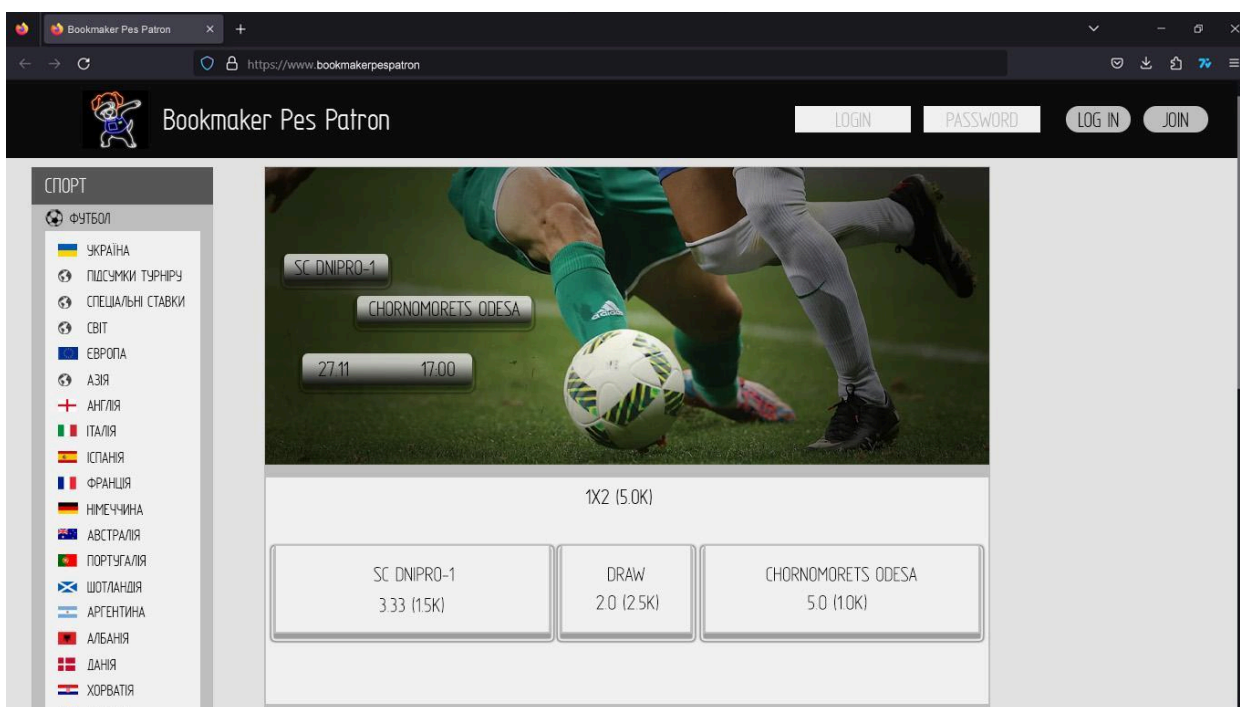 Bookmaker Pes Patron
https://www.bookmakerpespatron
Bookmaker Pes Patron
LOGIN
PASSWORD
LOG IN
JOIN
СПОРТ
ФУТБОЛ
УКРАЇНА
ПІДСУМКИ ТУРНІРУ
СПЕЦІАЛЬНІ СТАВКИ
СВІТ
ЄВРОПА
АЗІЯ
АНГЛІЯ
ІТАЛІЯ
ІСПАНІЯ
ФРАНЦІЯ
НІМЕЧЧИНА
АВСТРАЛІЯ
ПОРТУГАЛІЯ
ШОТЛАНДІЯ
АРГЕНТИНА
АЛБАНІЯ
ДАНІЯ
ХОРВАТІЯ
SC DNIPRO-1
CHORNOMORETS ODESA
27.11 17:00
adidas
1X2 (5.0K)
SC DNIPRO-1
3.33 (1.5K)
DRAW
2.0 (2.5K)
CHORNOMORETS ODESA
5.0 (1.0K)